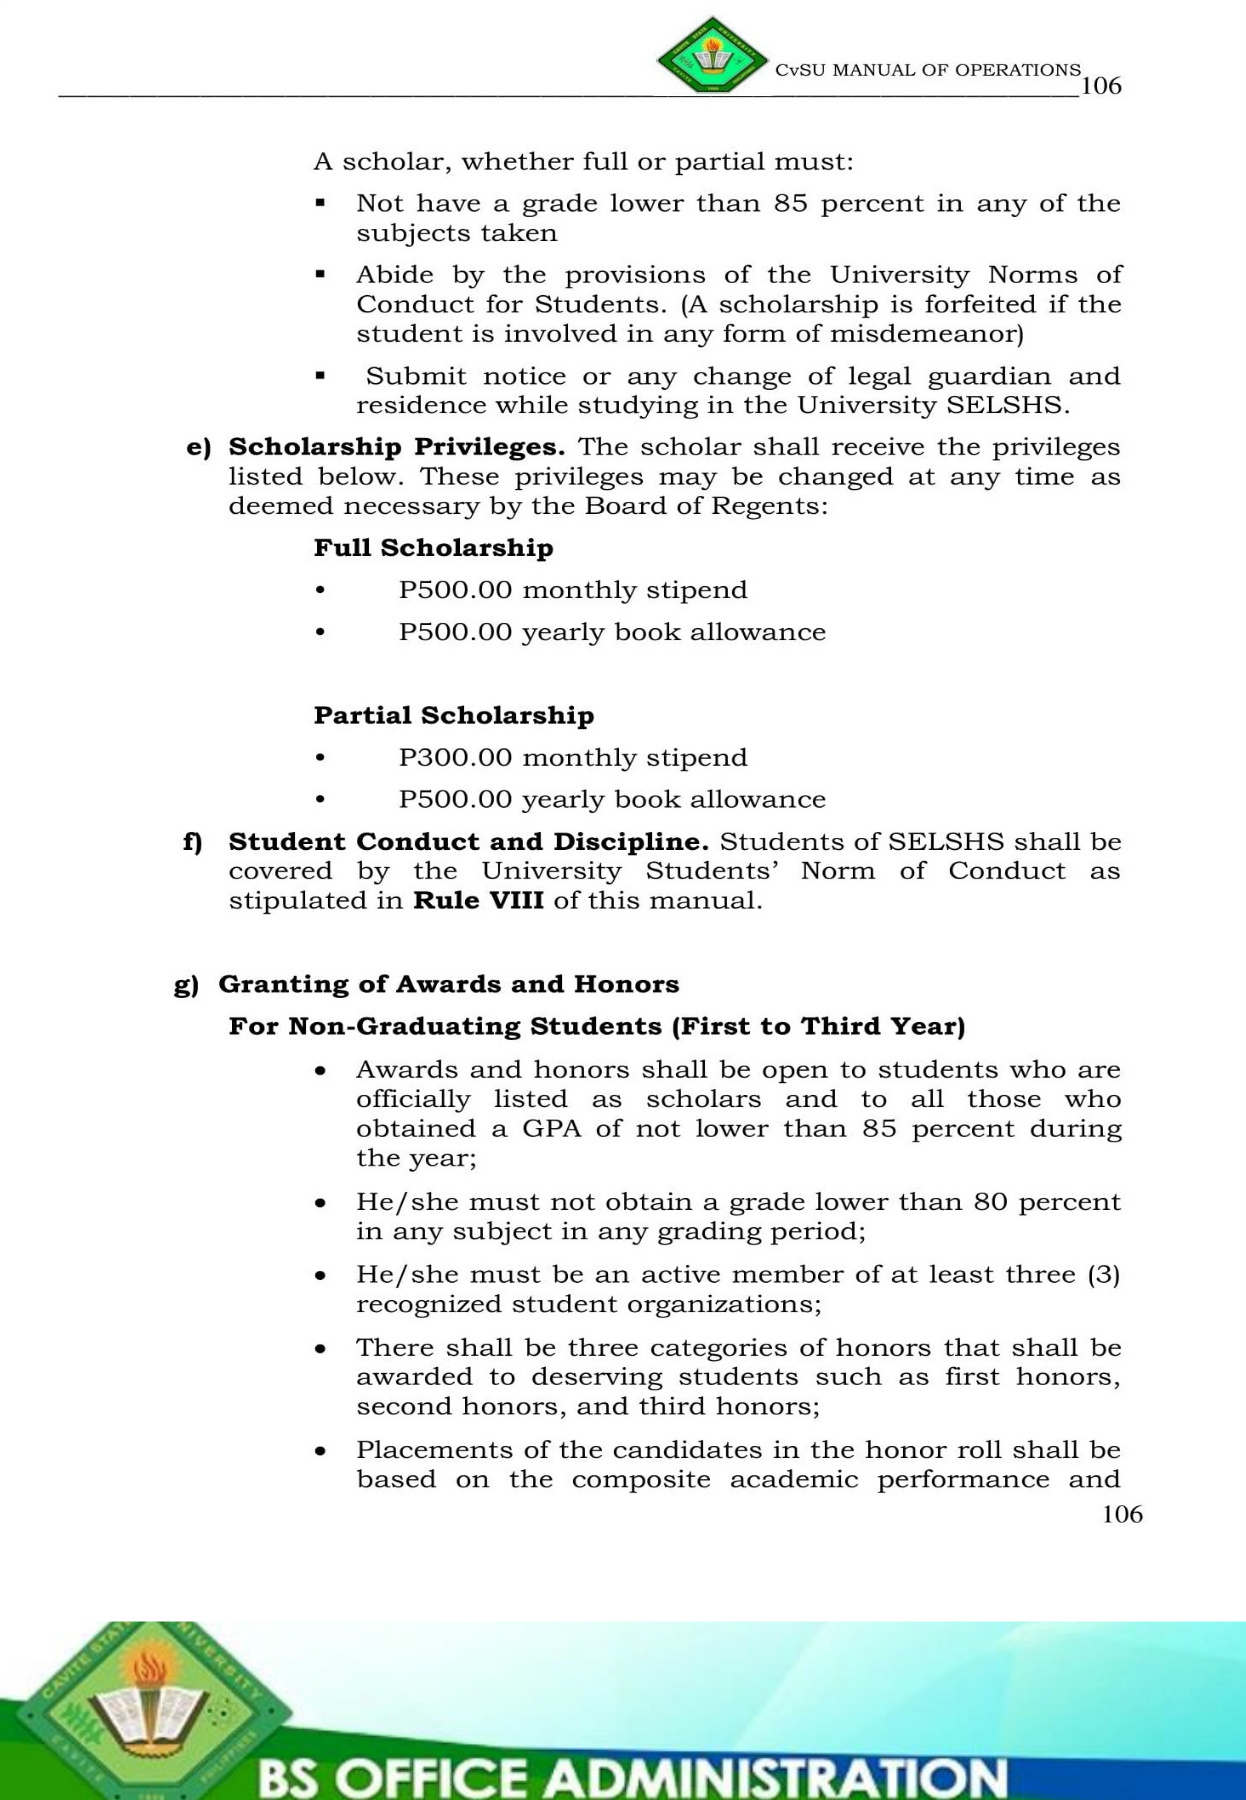 CvSU MANUAL OF OPERATIONS 106
A scholar, whether full or partial must:
▪ Not have a grade lower than 85 percent in any of the
subjects taken
▪ Abide by the provisions of the University Norms of
Conduct for Students. (A scholarship is forfeited if the
student is involved in any form of misdemeanor)
▪ Submit notice or any change of legal guardian and
residence while studying in the University SELSHS.
e) Scholarship Privileges. The scholar shall receive the privileges
listed below. These privileges may be changed at any time as
deemed necessary by the Board of Regents:
Full Scholarship
• P500.00 monthly stipend
• P500.00 yearly book allowance
Partial Scholarship
• P300.00 monthly stipend
• P500.00 yearly book allowance
f) Student Conduct and Discipline. Students of SELSHS shall be
covered by the University Students’ Norm of Conduct as
stipulated in Rule VIII of this manual.
g) Granting of Awards and Honors
For Non-Graduating Students (First to Third Year)
• Awards and honors shall be open to students who are
officially listed as scholars and to all those who
obtained a GPA of not lower than 85 percent during
the year;
• He/she must not obtain a grade lower than 80 percent
in any subject in any grading period;
• He/she must be an active member of at least three (3)
recognized student organizations;
• There shall be three categories of honors that shall be
awarded to deserving students such as first honors,
second honors, and third honors;
• Placements of the candidates in the honor roll shall be
based on the composite academic performance and
106
CAVITE STATE UNIVERSITY
CAVITE
PHILIPPINES
BS OFFICE ADMINISTRATION